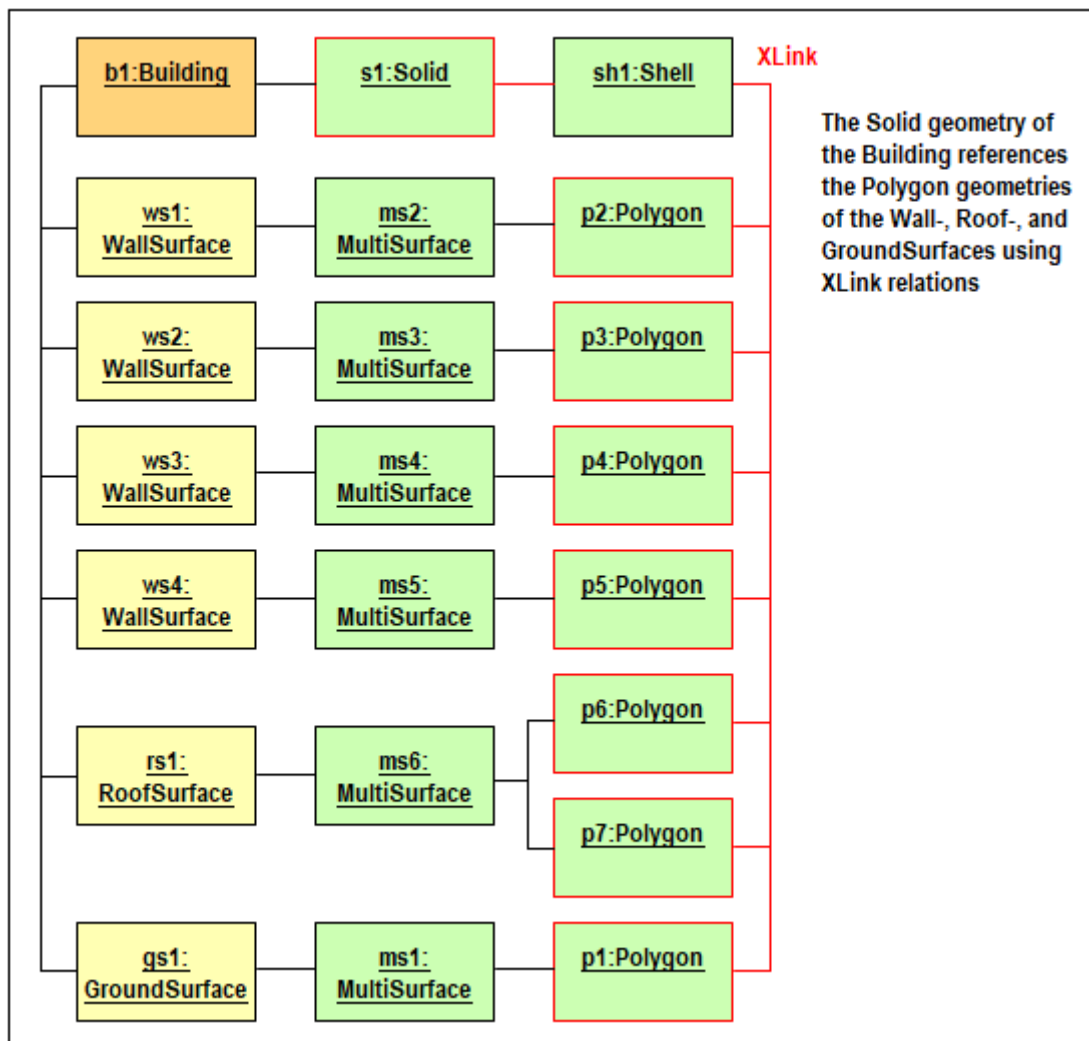 b1:Building
s1:Solid
sh1:Shell
XLink
The Solid geometry of
the Building references
the Polygon geometries
of the Wall-, Roof-, and
GroundSurfaces using
XLink relations
ws1:
WallSurface
ms2:
MultiSurface
p2:Polygon
ws2:
WallSurface
ms3:
MultiSurface
p3:Polygon
ws3:
WallSurface
ms4:
MultiSurface
p4:Polygon
ws4:
WallSurface
ms5:
MultiSurface
p5:Polygon
rs1:
RoofSurface
ms6:
MultiSurface
p6:Polygon
p7:Polygon
gs1:
GroundSurface
ms1:
MultiSurface
p1:Polygon